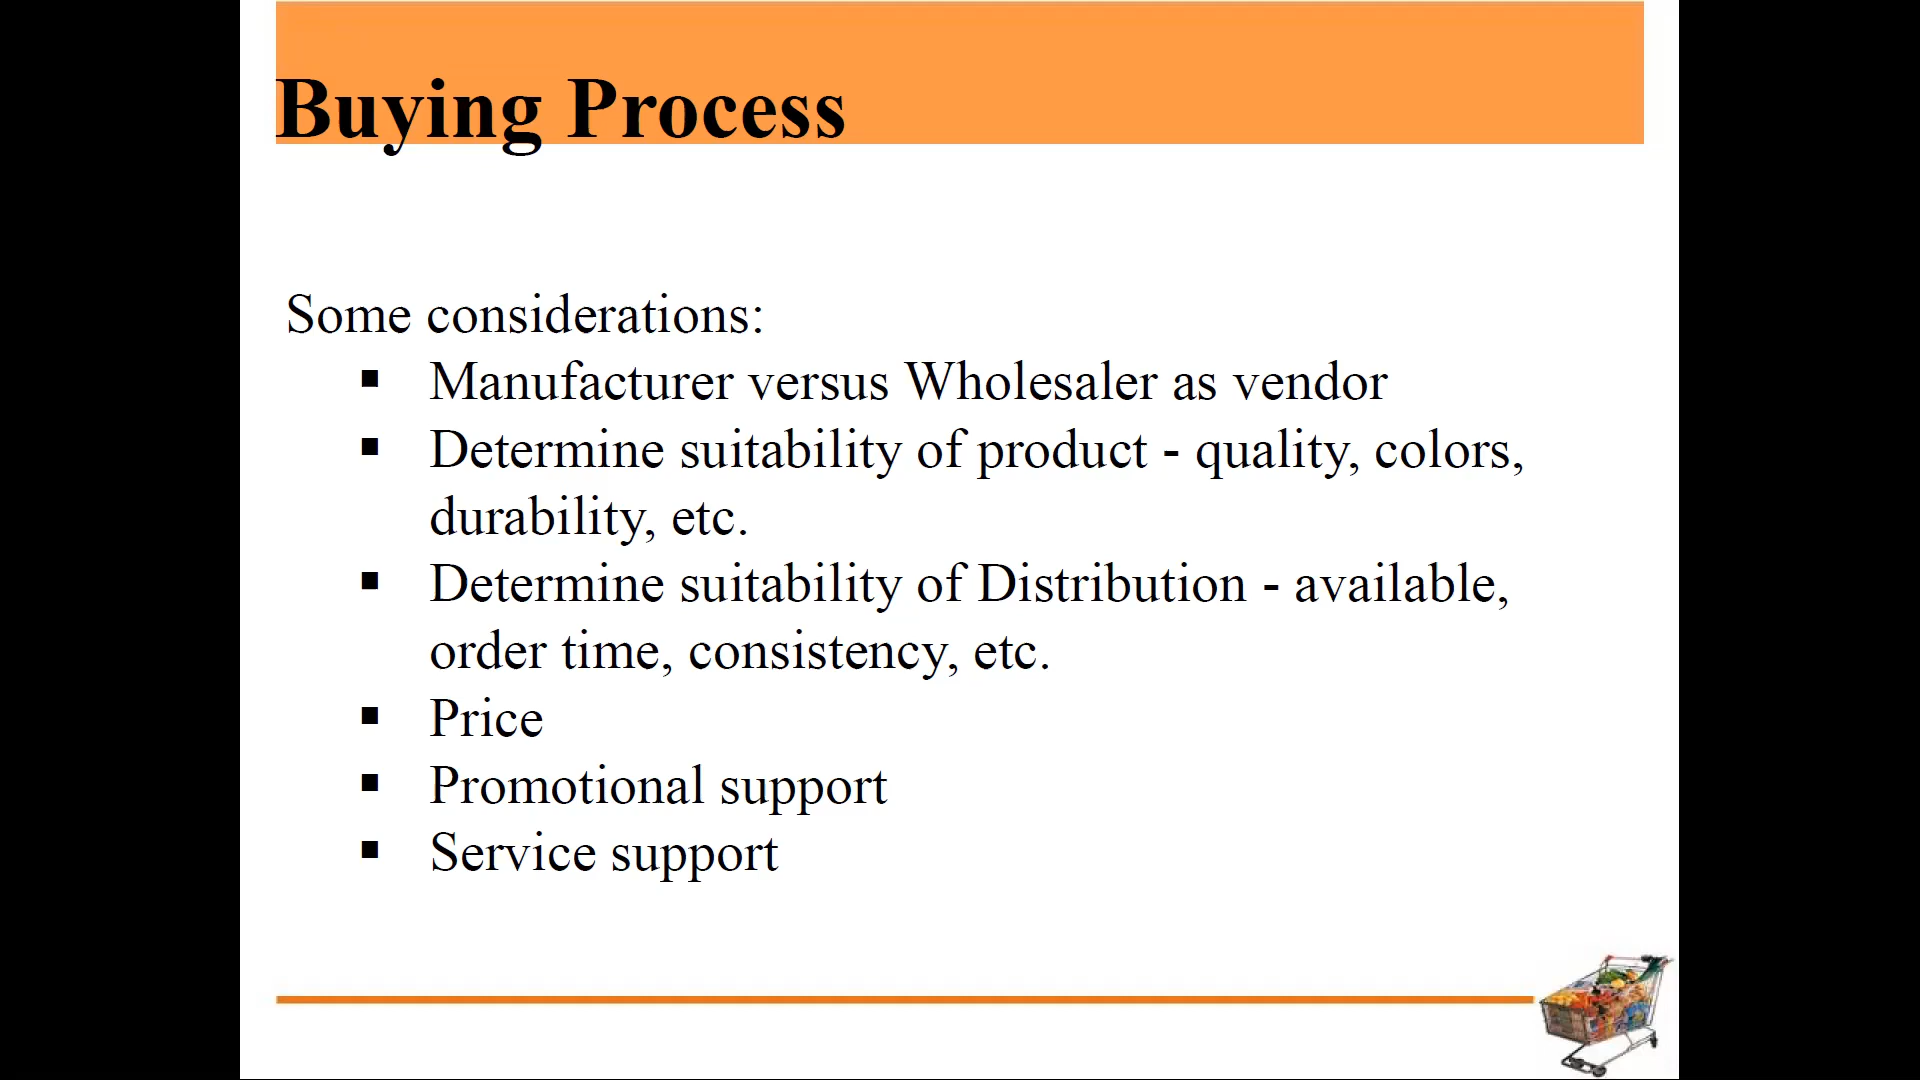 Buying Process
Some considerations:
▪ Manufacturer versus Wholesaler as vendor
▪ Determine suitability of product - quality, colors,
durability, etc.
▪ Determine suitability of Distribution - available,
order time, consistency, etc.
▪ Price
▪ Promotional support
▪ Service support